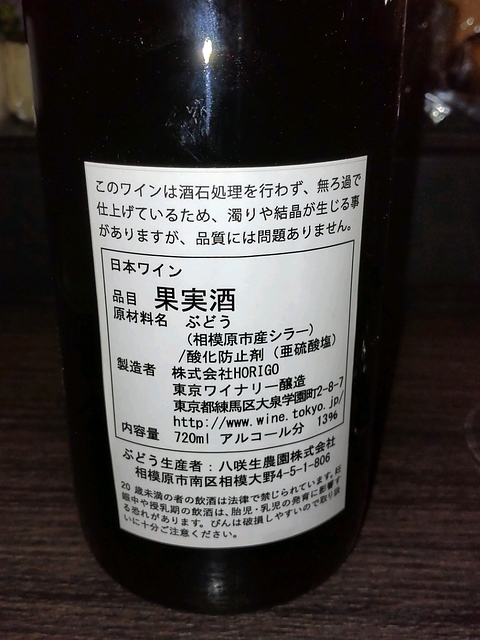 このワインは酒石処理を行わず、無ろ過で
仕上げているため、濁りや結晶が生じる事
がありますが、品質には問題ありません。
日本ワイン
品目 果実酒
原材料名 ぶどう
(相模原市産シラー)
/酸化防止剤(亜硫酸塩)
製造者 株式会社HORIGO
東京ワイナリー醸造
東京都練馬区大泉学園町2-8-7
http://www.wine.tokyo.jp/
内容量 720ml アルコール分 13%
ぶどう生産者:八咲生農園株式会社
相模原市南区相模大野4-5-1-806
20歳未満の者の飲酒は法律で禁じられています。妊
娠中や授乳期の飲酒は、胎児・乳児の発育に影響す
る恐れがあります。びんは破損しやすいので取り扱
いに十分ご注意ください。